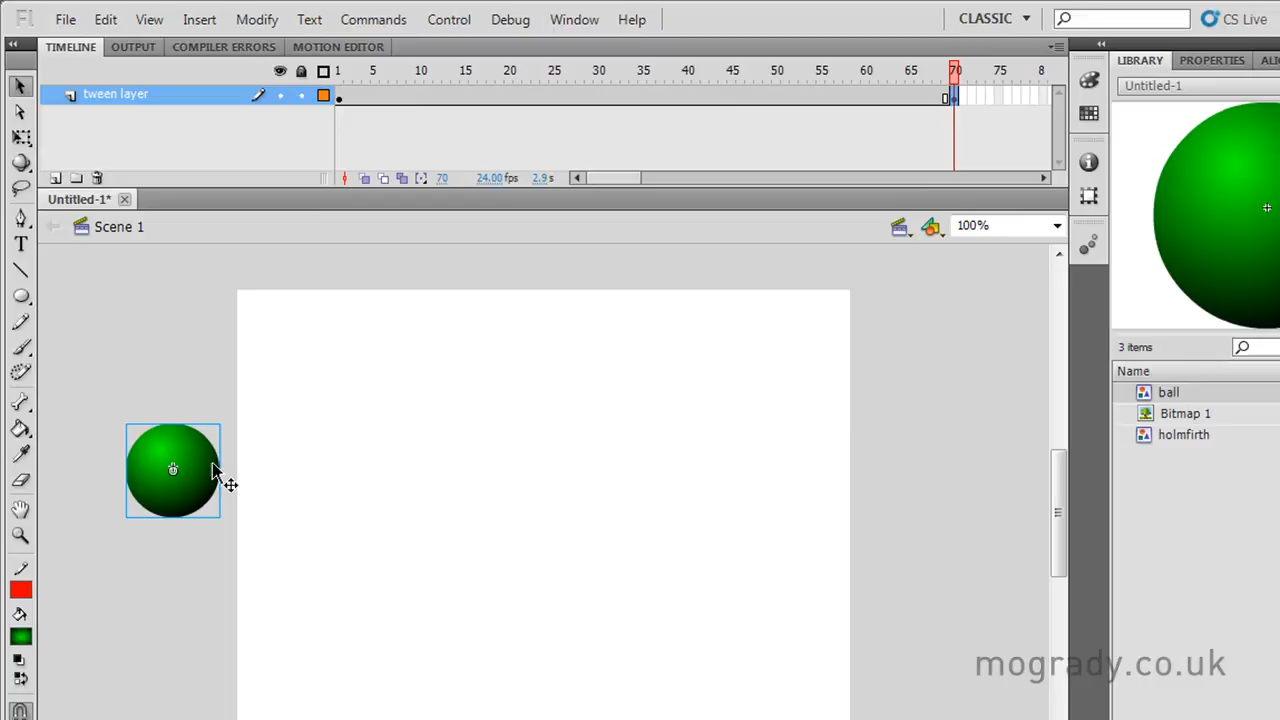 Fl File Edit View Insert Modify Text Commands Control Debug Window Help CLASSIC CS Live
TIMELINE OUTPUT COMPILER ERRORS MOTION EDITOR LIBRARY PROPERTIES
1 5 10 15 20 25 30 35 40 45 50 55 60 65 70 75 8
Untitled-1
tween layer
70 24.00 fps 2.9 s
Untitled-1*
Scene 1 100%
3 items
Name
ball
Bitmap 1
holmfirth
mogrady.co.uk